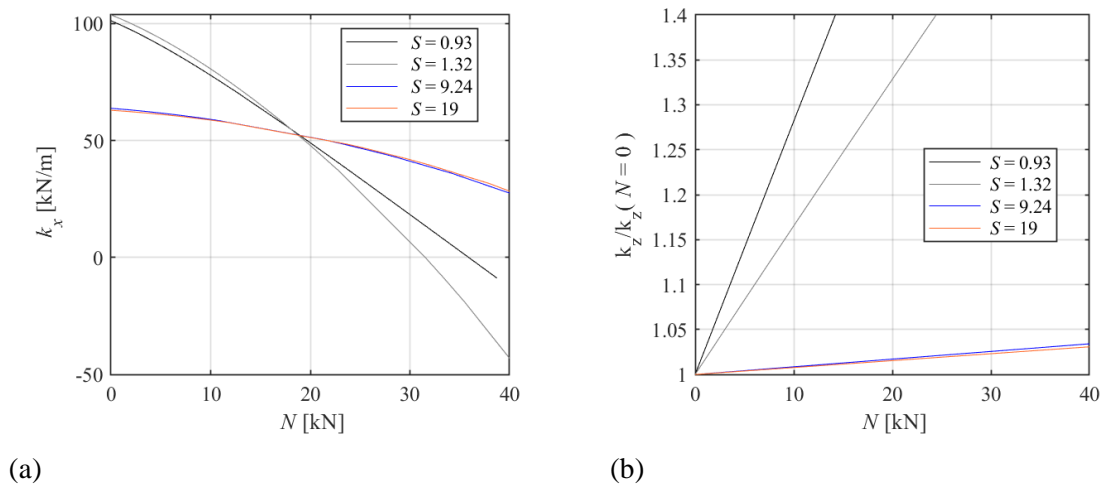 100
50
0
-50
0
10
20
30
40
k_x [kN/m]
N [kN]
S = 0.93
S = 1.32
S = 9.24
S = 19
(a)
1.4
1.35
1.3
1.25
1.2
1.15
1.1
1.05
1
0
10
20
30
40
k_z/k_z( N = 0 )
N [kN]
S = 0.93
S = 1.32
S = 9.24
S = 19
(b)